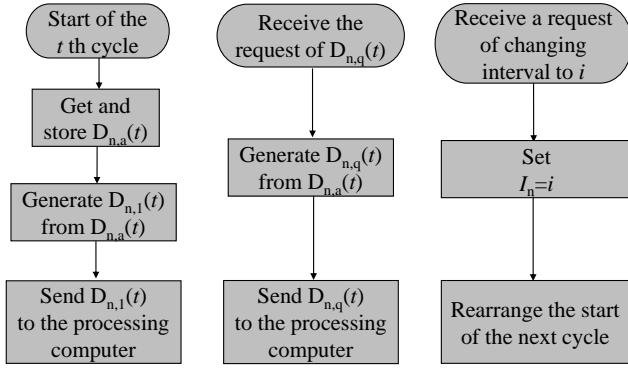 Start of the
t th cycle
Get and
store Dn,a(t)
Generate Dn,1(t)
from Dn,a(t)
Send Dn,1(t)
to the processing
computer
Receive the
request of Dn,q(t)
Generate Dn,q(t)
from Dn,a(t)
Send Dn,q(t)
to the processing
computer
Receive a request
of changing
interval to i
Set
In=i
Rearrange the start
of the next cycle